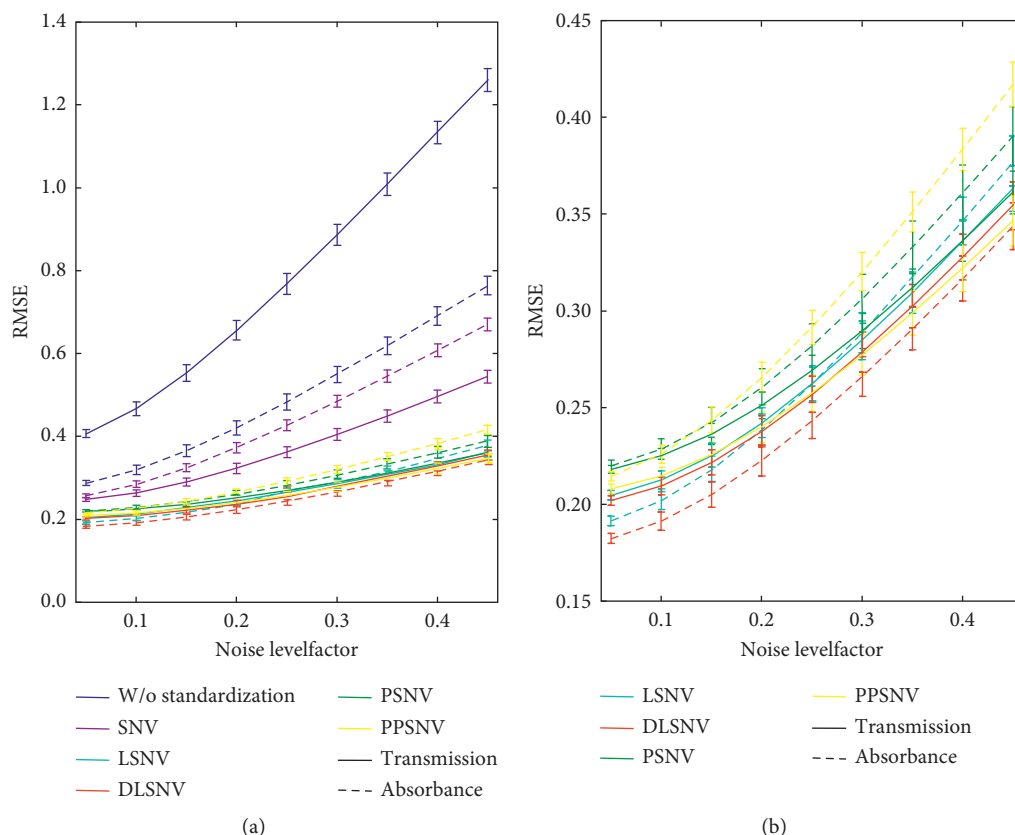 1.4
1.2
1.0
0.8
0.6
0.4
0.2
0.0
RMSE
0.1 0.2 0.3 0.4
Noise levelfactor
W/o standardization
SNV
LSNV
DLSNV
PSNV
PPSNV
Transmission
Absorbance
(a)
0.45
0.40
0.35
0.30
0.25
0.20
0.15
RMSE
0.1 0.2 0.3 0.4
Noise levelfactor
LSNV
DLSNV
PSNV
PPSNV
Transmission
Absorbance
(b)